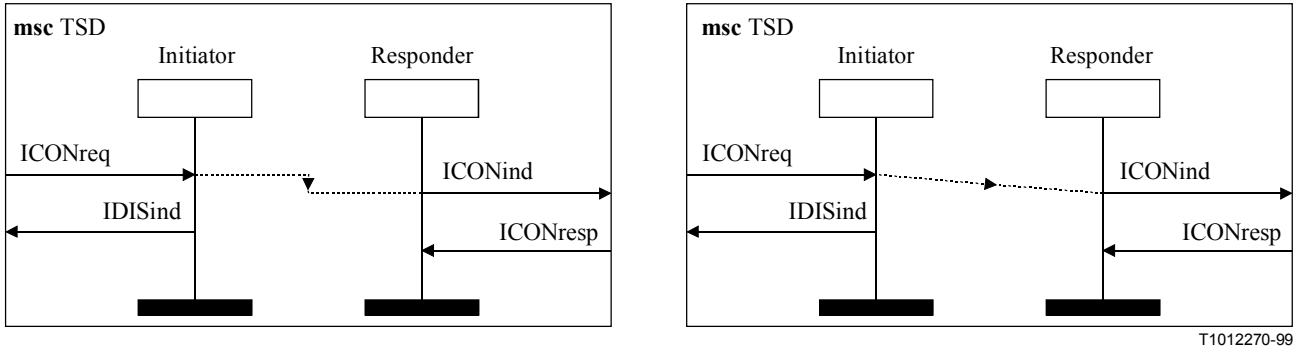 msc TSD
Initiator
Responder
ICONreq
ICONind
IDISind
ICONresp
msc TSD
Initiator
Responder
ICONreq
ICONind
IDISind
ICONresp
T1012270-99